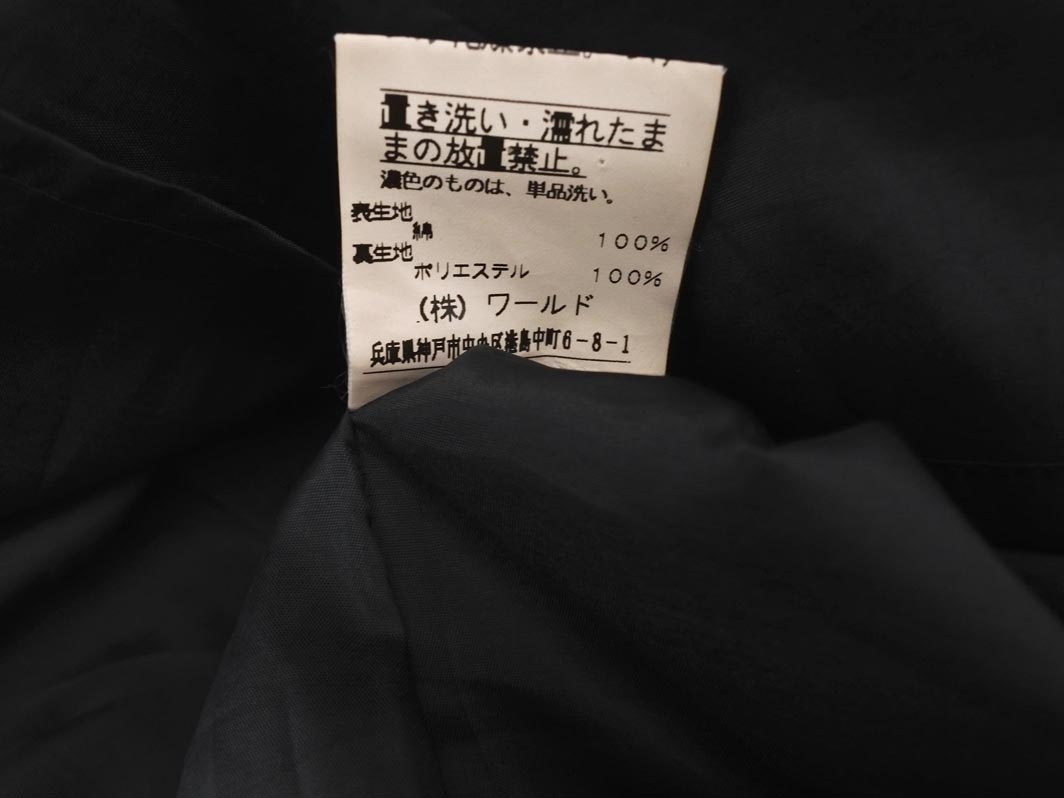 置き洗い・濡れたま
まの放置禁止。
濃色のものは、単品洗い。
表生地
綿 100%
裏生地
ポリエステル 100%
(株) ワールド
兵庫県神戸市中央区港島中町6-8-1